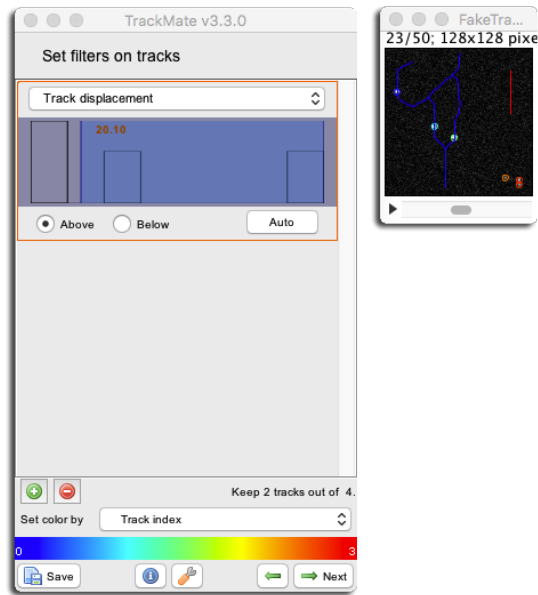 TrackMate v3.3.0
Set filters on tracks
Track displacement
20.10
Above
Below
Auto
Keep 2 tracks out of 4.
Set color by
Track index
0
3
Save
Next
FakeTra...
23/50; 128x128 pixe